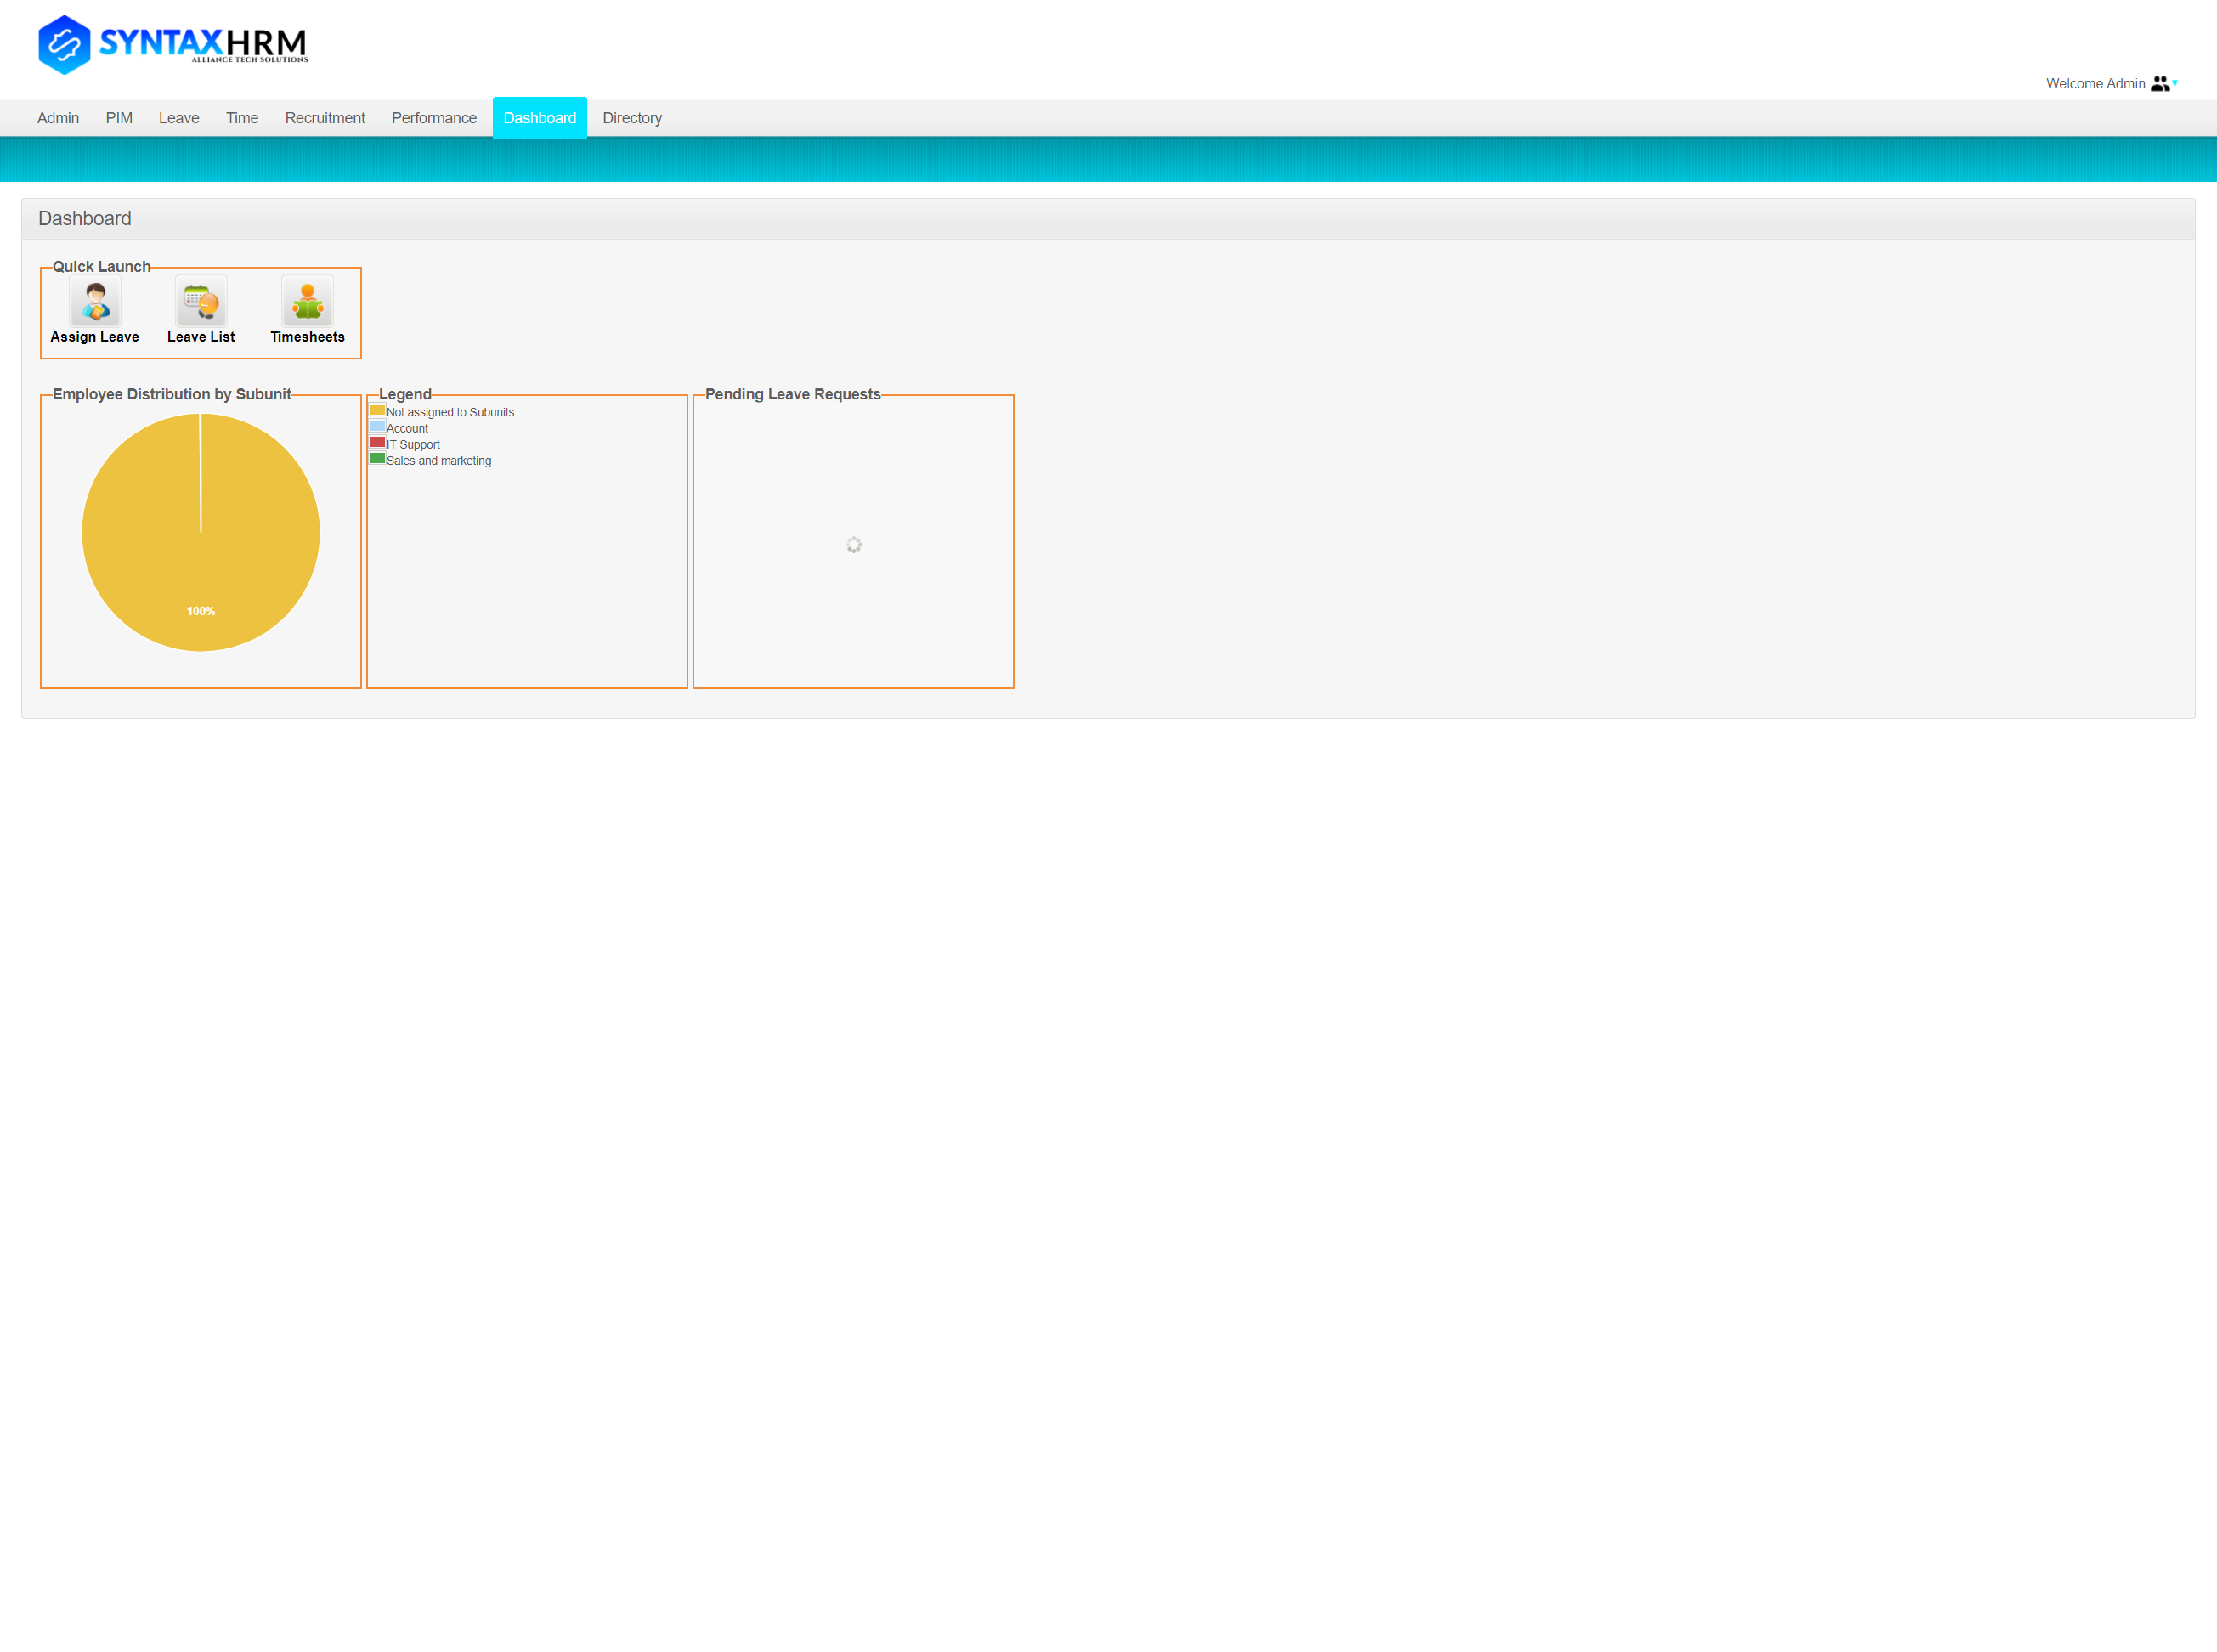 SYNTAXHRM
ALLIANCE TECH SOLUTIONS
Welcome Admin
Admin PIM Leave Time Recruitment Performance Dashboard Directory
Dashboard
Quick Launch
Assign Leave Leave List Timesheets
Employee Distribution by Subunit
100%
Legend
Not assigned to Subunits
Account
IT Support
Sales and marketing
Pending Leave Requests